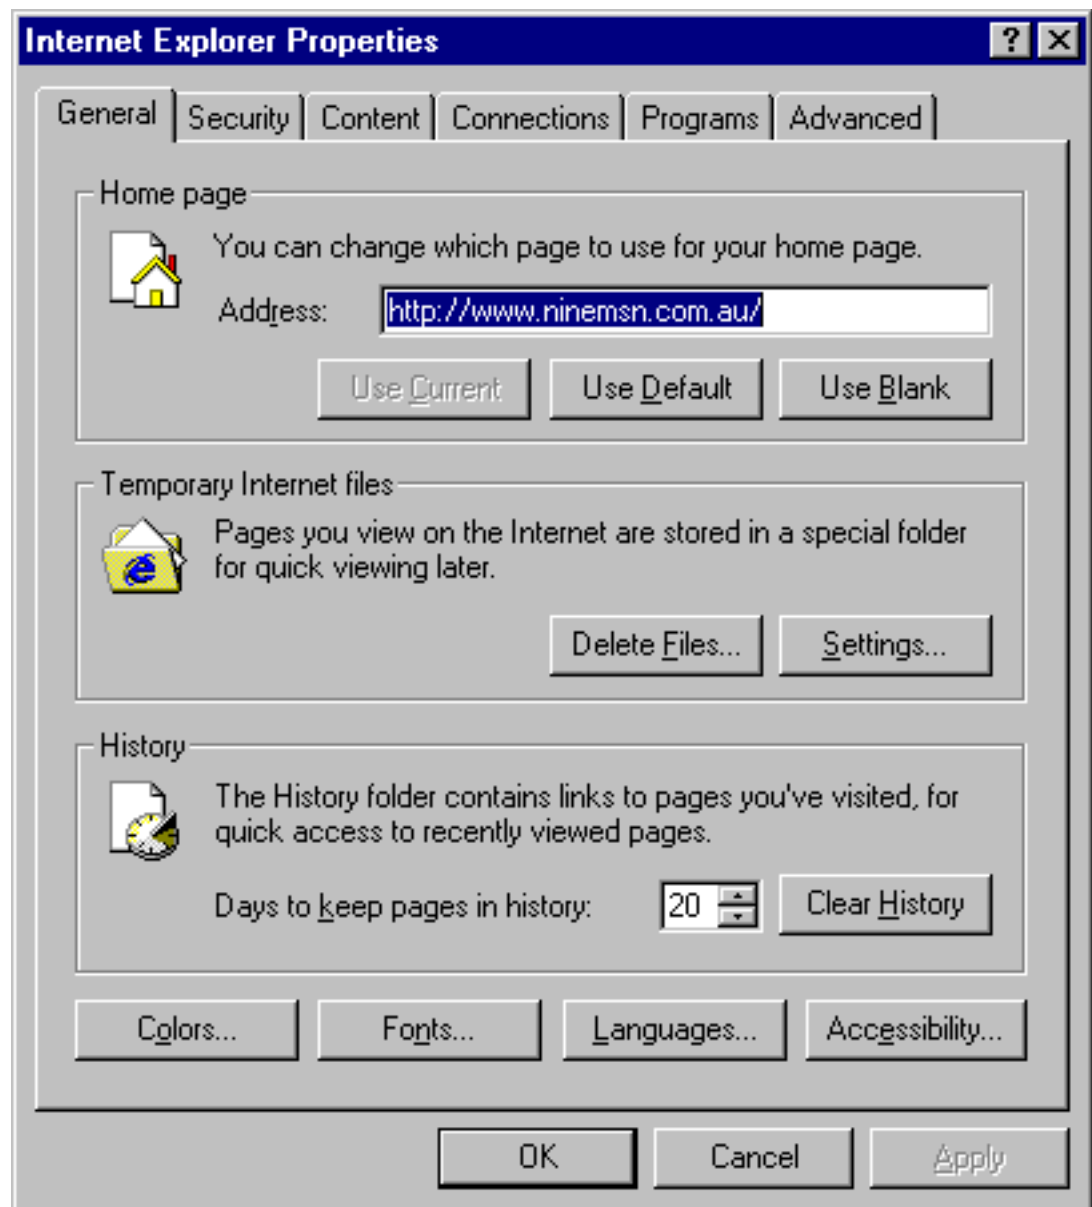 Internet Explorer Properties
General Security Content Connections Programs Advanced
Home page
You can change which page to use for your home page.
Address: http://www.ninemsn.com.au/
Use Current Use Default Use Blank
Temporary Internet files
Pages you view on the Internet are stored in a special folder
for quick viewing later.
Delete Files... Settings...
History
The History folder contains links to pages you've visited, for
quick access to recently viewed pages.
Days to keep pages in history: 20 Clear History
Colors... Fonts... Languages... Accessibility...
OK Cancel Apply